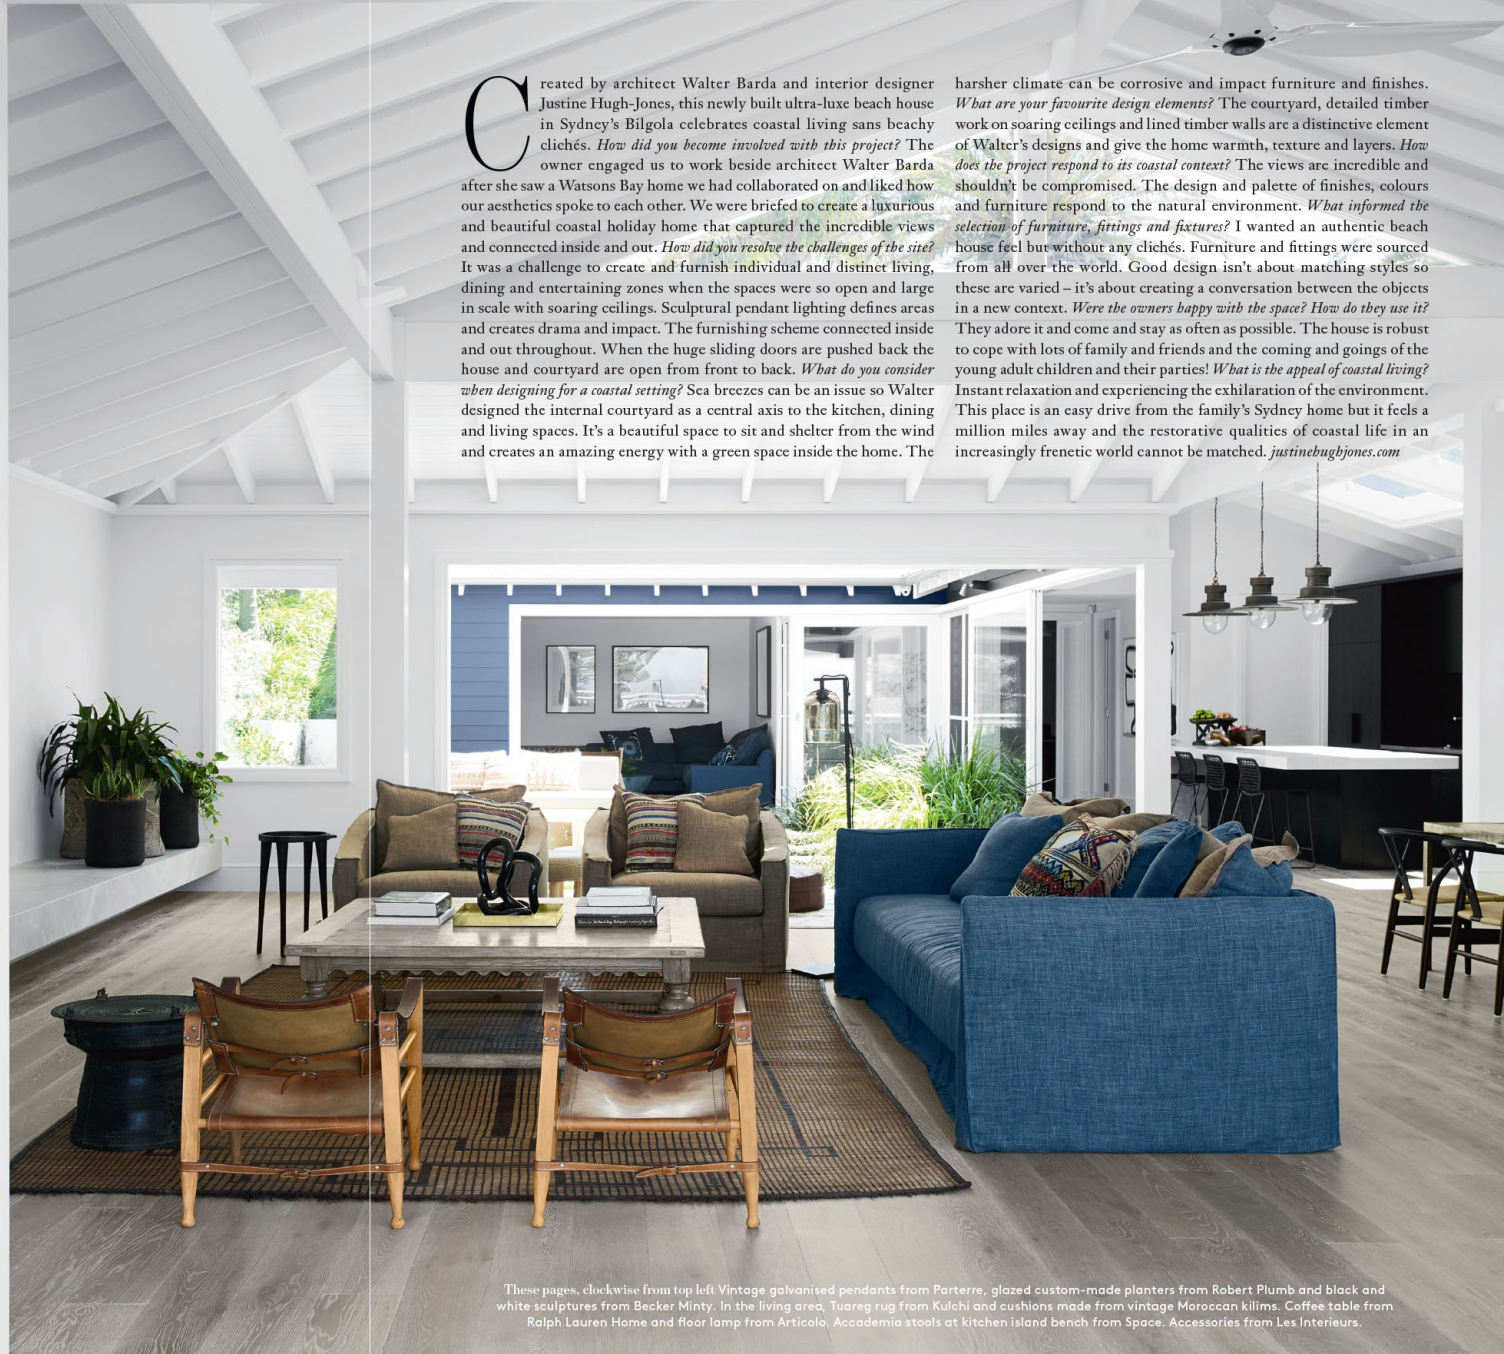 Created by architect Walter Barda and interior designer
Justine Hugh-Jones, this newly built ultra-luxe beach house
in Sydney's Bilgola celebrates coastal living sans beachy
clichés. How did you become involved with this project? The
owner engaged us to work beside architect Walter Barda
after she saw a Watsons Bay home we had collaborated on and liked how
our aesthetics spoke to each other. We were briefed to create a luxurious
and beautiful coastal holiday home that captured the incredible views
and connected inside and out. How did you resolve the challenges of the site?
It was a challenge to create and furnish individual and distinct living,
dining and entertaining zones when the spaces were so open and large
in scale with soaring ceilings. Sculptural pendant lighting defines areas
and creates drama and impact. The furnishing scheme connected inside
and out throughout. When the huge sliding doors are pushed back the
house and courtyard are open from front to back. What do you consider
when designing for a coastal setting? Sea breezes can be an issue so Walter
designed the internal courtyard as a central axis to the kitchen, dining
and living spaces. It's a beautiful space to sit and shelter from the wind
and creates an amazing energy with a green space inside the home. The
harsher climate can be corrosive and impact furniture and finishes.
What are your favourite design elements? The courtyard, detailed timber
work on soaring ceilings and lined timber walls are a distinctive element
of Walter's designs and give the home warmth, texture and layers. How
does the project respond to its coastal context? The views are incredible and
shouldn't be compromised. The design and palette of finishes, colours
and furniture respond to the natural environment. What informed the
selection of furniture, fittings and fixtures? I wanted an authentic beach
house feel but without any clichés. Furniture and fittings were sourced
from all over the world. Good design isn't about matching styles so
these are varied – it's about creating a conversation between the objects
in a new context. Were the owners happy with the space? How do they use it?
They adore it and come and stay as often as possible. The house is robust
to cope with lots of family and friends and the coming and goings of the
young adult children and their parties! What is the appeal of coastal living?
Instant relaxation and experiencing the exhilaration of the environment.
This place is an easy drive from the family's Sydney home but it feels a
million miles away and the restorative qualities of coastal life in an
increasingly frenetic world cannot be matched. justinehughjones.com
These pages, clockwise from top left Vintage galvanised pendants from Parterre, glazed custom-made planters from Robert Plumb and black and
white sculptures from Becker Minty. In the living area, Tuareg rug from Kulchi and cushions made from vintage Moroccan kilims. Coffee table from
Ralph Lauren Home and floor lamp from Articolo. Accademia stools at kitchen island bench from Space. Accessories from Les Interieurs.